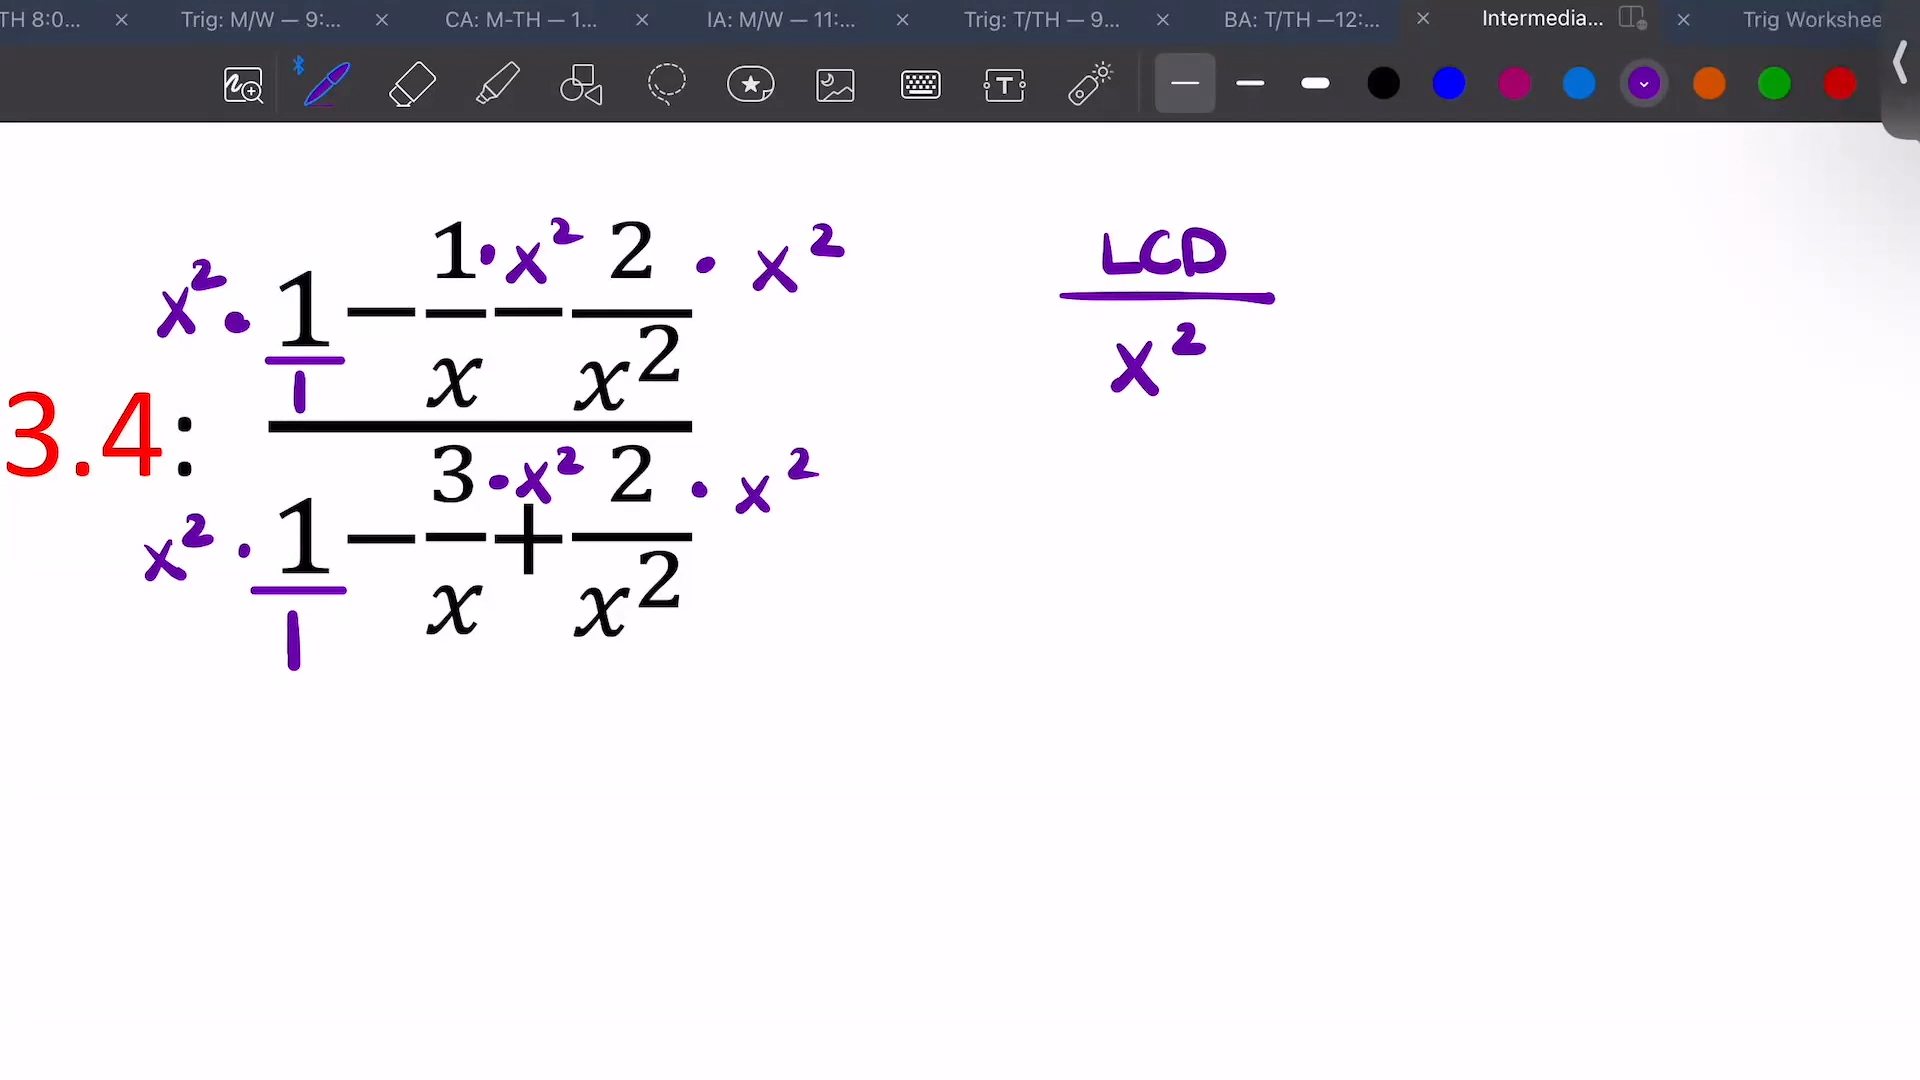 TH 8:0... Trig: M/W — 9:... CA: M-TH — 1... IA: M/W — 11:... Trig: T/TH — 9... BA: T/TH —12:... Intermedia... Trig Workshee
x² · 1/1 − 1 · x²/x − 2/x² · x²
3.4:
x² · 1/1 − 3 · x²/x + 2/x² · x²
LCD
x²